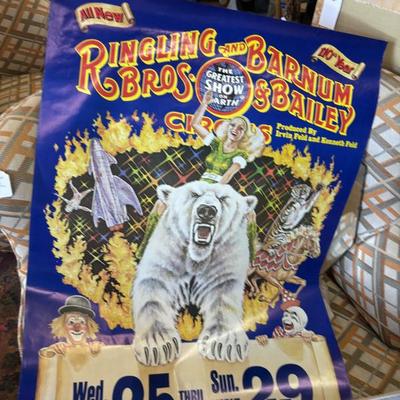 All New!
110th Year!
RINGLING AND BARNUM
BROS. & BAILEY
THE
GREATEST
SHOW
ON
EARTH
CIRCUS
Produced By
Irvin Feld and Kenneth Feld
Wed. 25 THRU Sun. 29